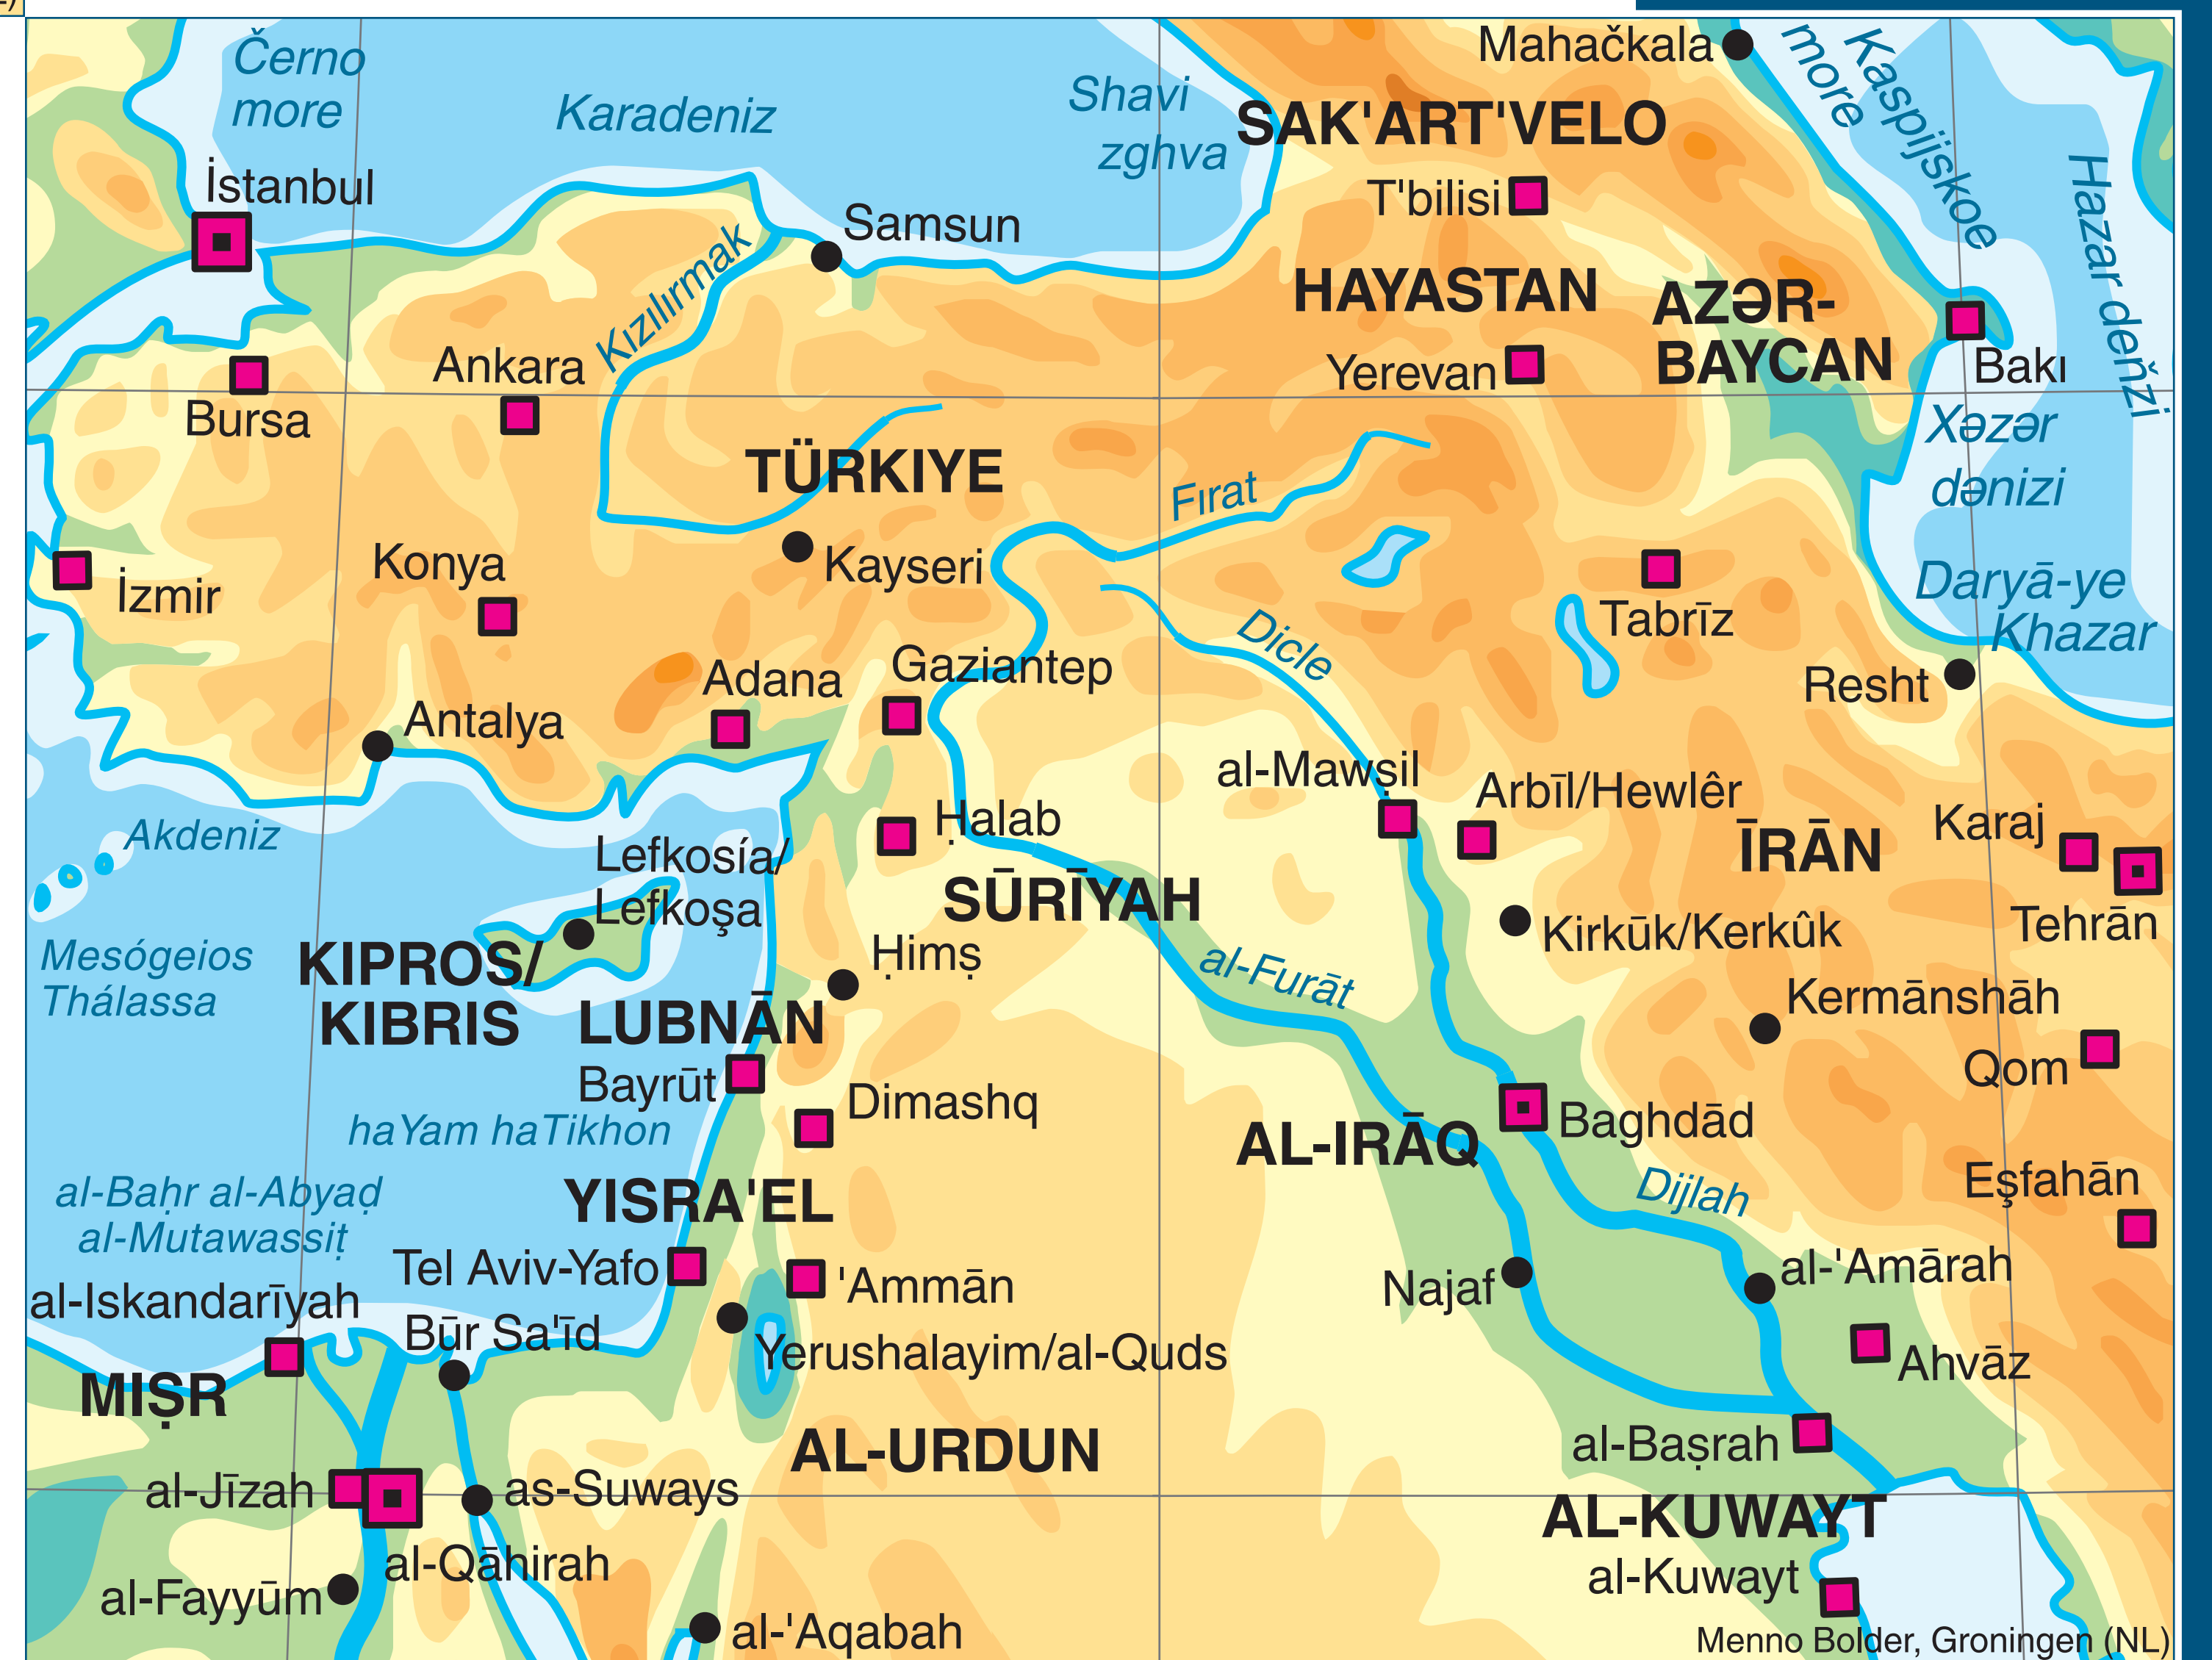 Černo
more
Karadeniz
Shavi
zghva
Mahačkala
Kaspijskoe
more
Hazar deňzi
SAK'ART'VELO
T'bilisi
İstanbul
Samsun
Kızılırmak
HAYASTAN
AZƏR-
BAYCAN
Yerevan
Bakı
Ankara
Bursa
Xəzər
dənizi
TÜRKIYE
Fırat
Kayseri
Konya
İzmir
Daryā-ye
Khazar
Tabrīz
Dicle
Resht
Gaziantep
Adana
Antalya
al-Mawṣil
Arbīl/Hewlêr
Karaj
ĪRĀN
Tehrān
Akdeniz
Ḥalab
Lefkosía/
Lefkoşa
SŪRĪYAH
Kirkūk/Kerkûk
Mesógeios
Thálassa
KIPROS/
KIBRIS
Ḥimṣ
al-Furāt
LUBNĀN
Kermānshāh
Bayrūt
Qom
Dimashq
haYam haTikhon
AL-IRĀQ
Baghdād
al-Baḥr al-Abyaḍ
al-Mutawassiṭ
YISRA'EL
Dijlah
Eşfahān
Tel Aviv-Yafo
'Ammān
Najaf
al-'Amārah
al-Iskandarīyah
Būr Sa'īd
Yerushalayim/al-Quds
Ahvāz
MIṢR
AL-URDUN
al-Baṣrah
al-Jīzah
as-Suways
AL-KUWAYT
al-Qāhirah
al-Kuwayt
al-Fayyūm
al-'Aqabah
Menno Bolder, Groningen (NL)